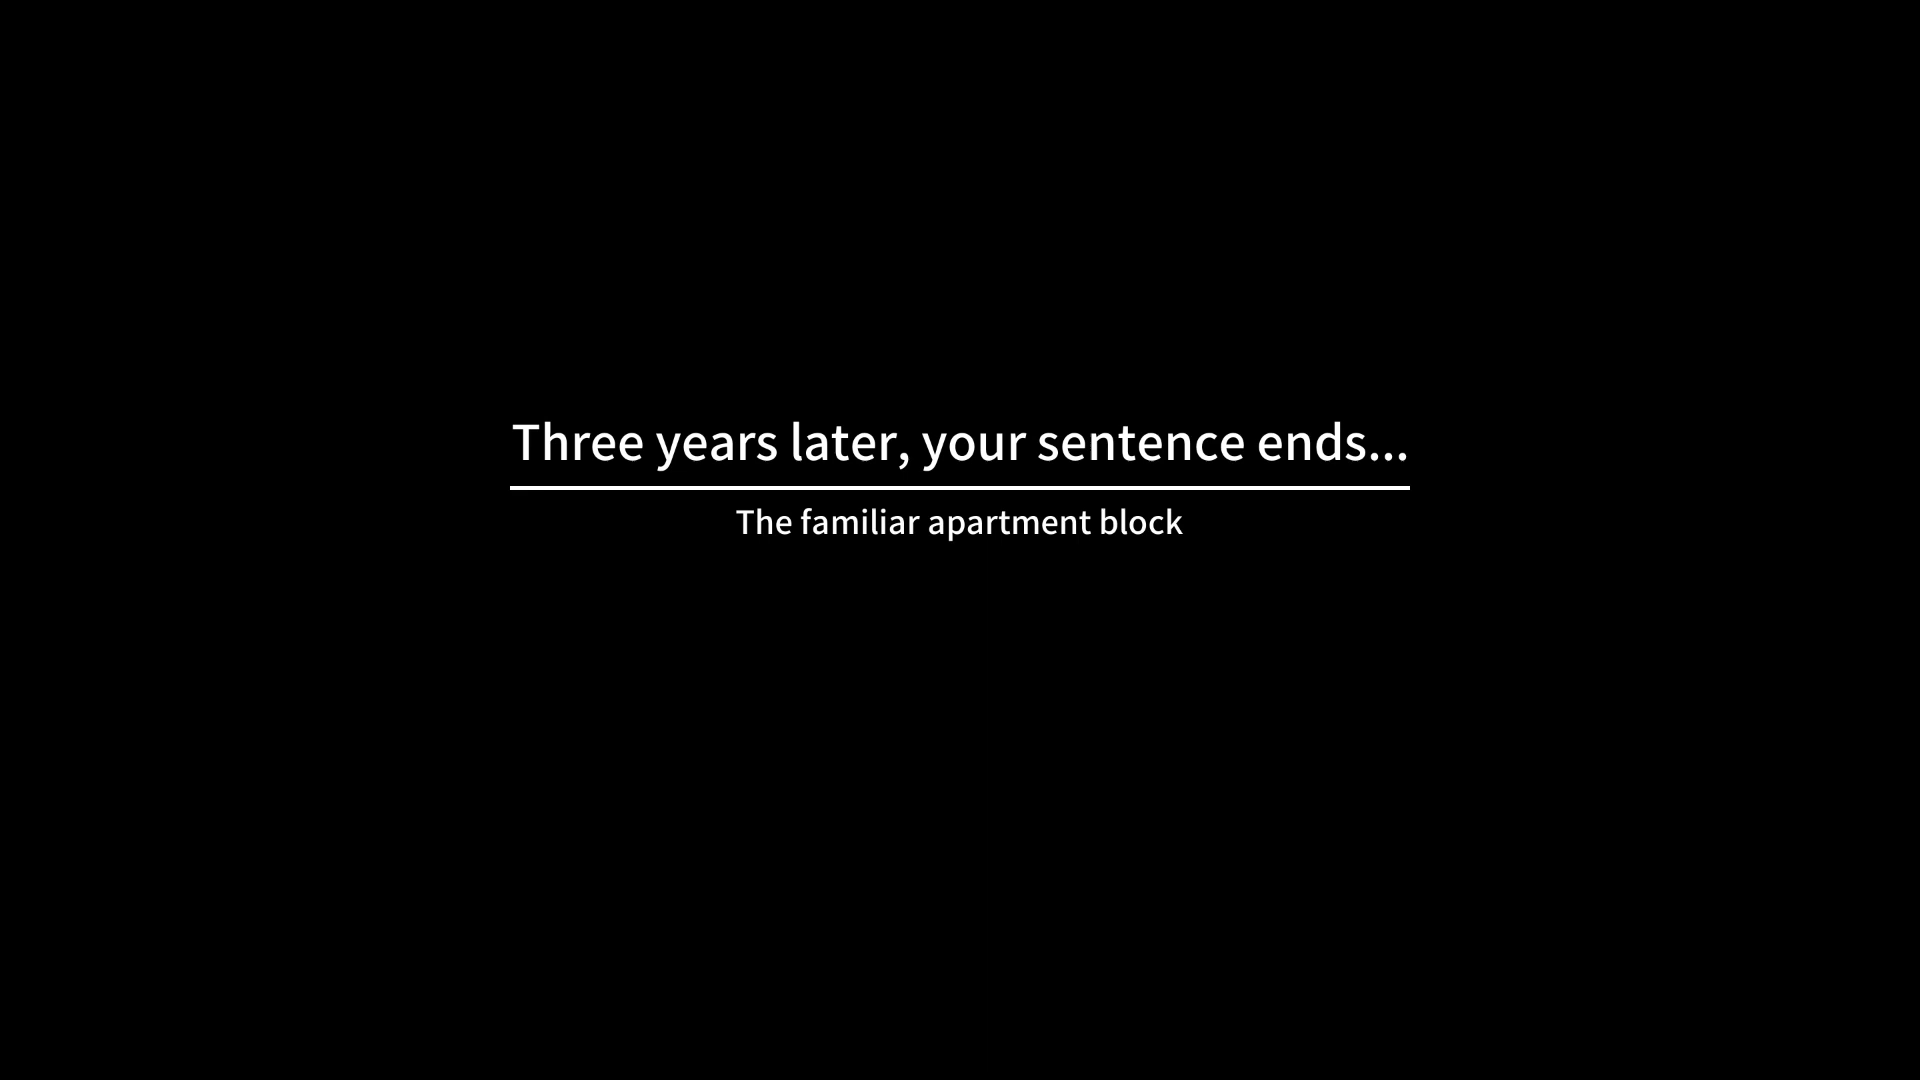 Three years later, your sentence ends...
The familiar apartment block